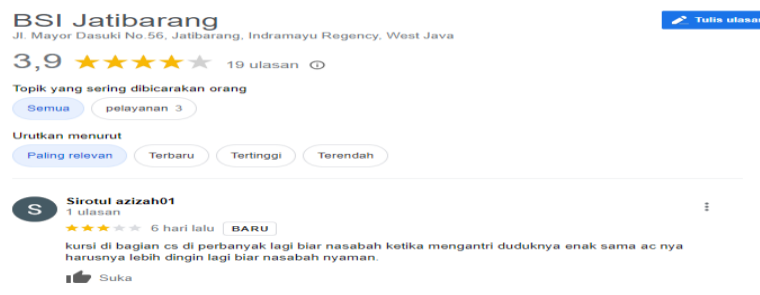 BSI Jatibarang
Jl. Mayor Dasuki No.56, Jatibarang, Indramayu Regency, West Java
Tulis ulasan
3,9 19 ulasan
Topik yang sering dibicarakan orang
Semua pelayanan 3
Urutkan menurut
Paling relevan Terbaru Tertinggi Terendah
S
Sirotul azizah01
1 ulasan
6 hari lalu BARU
kursi di bagian cs di perbanyak lagi biar nasabah ketika mengantri duduknya enak sama ac nya
harusnya lebih dingin lagi biar nasabah nyaman.
Suka